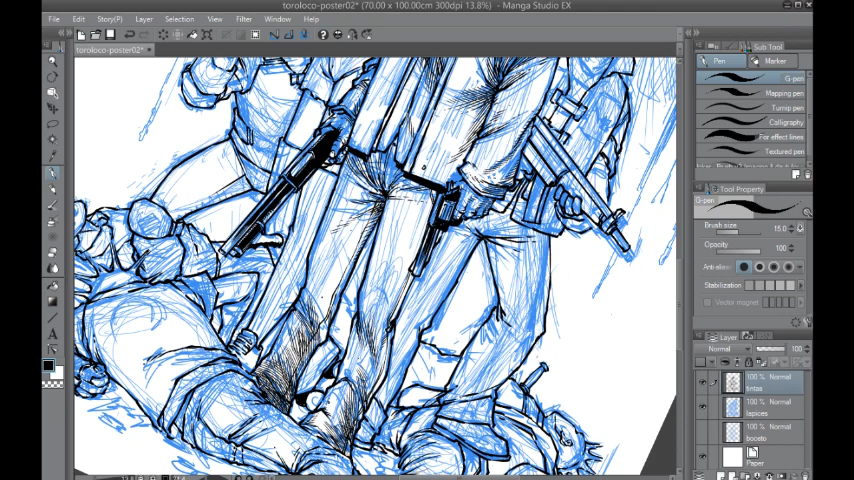 toroloco-poster02* (70.00 x 100.00cm 300dpi 13.8%) - Manga Studio EX
File Edit Story(P) Layer Selection View Filter Window Help
toroloco-poster02*
Sub Tool
Pen Marker
G-pen
Mapping pen
Turnip pen
Calligraphy
For effect lines
Textured pen
Tool Property
G-pen
Brush size 15.0
Opacity 100
Anti-aliasing
Stabilization
Vector magnet
Layer
Normal 100
100 % Normal
tintas
100 % Normal
lapices
100 % Normal
boceto
Paper